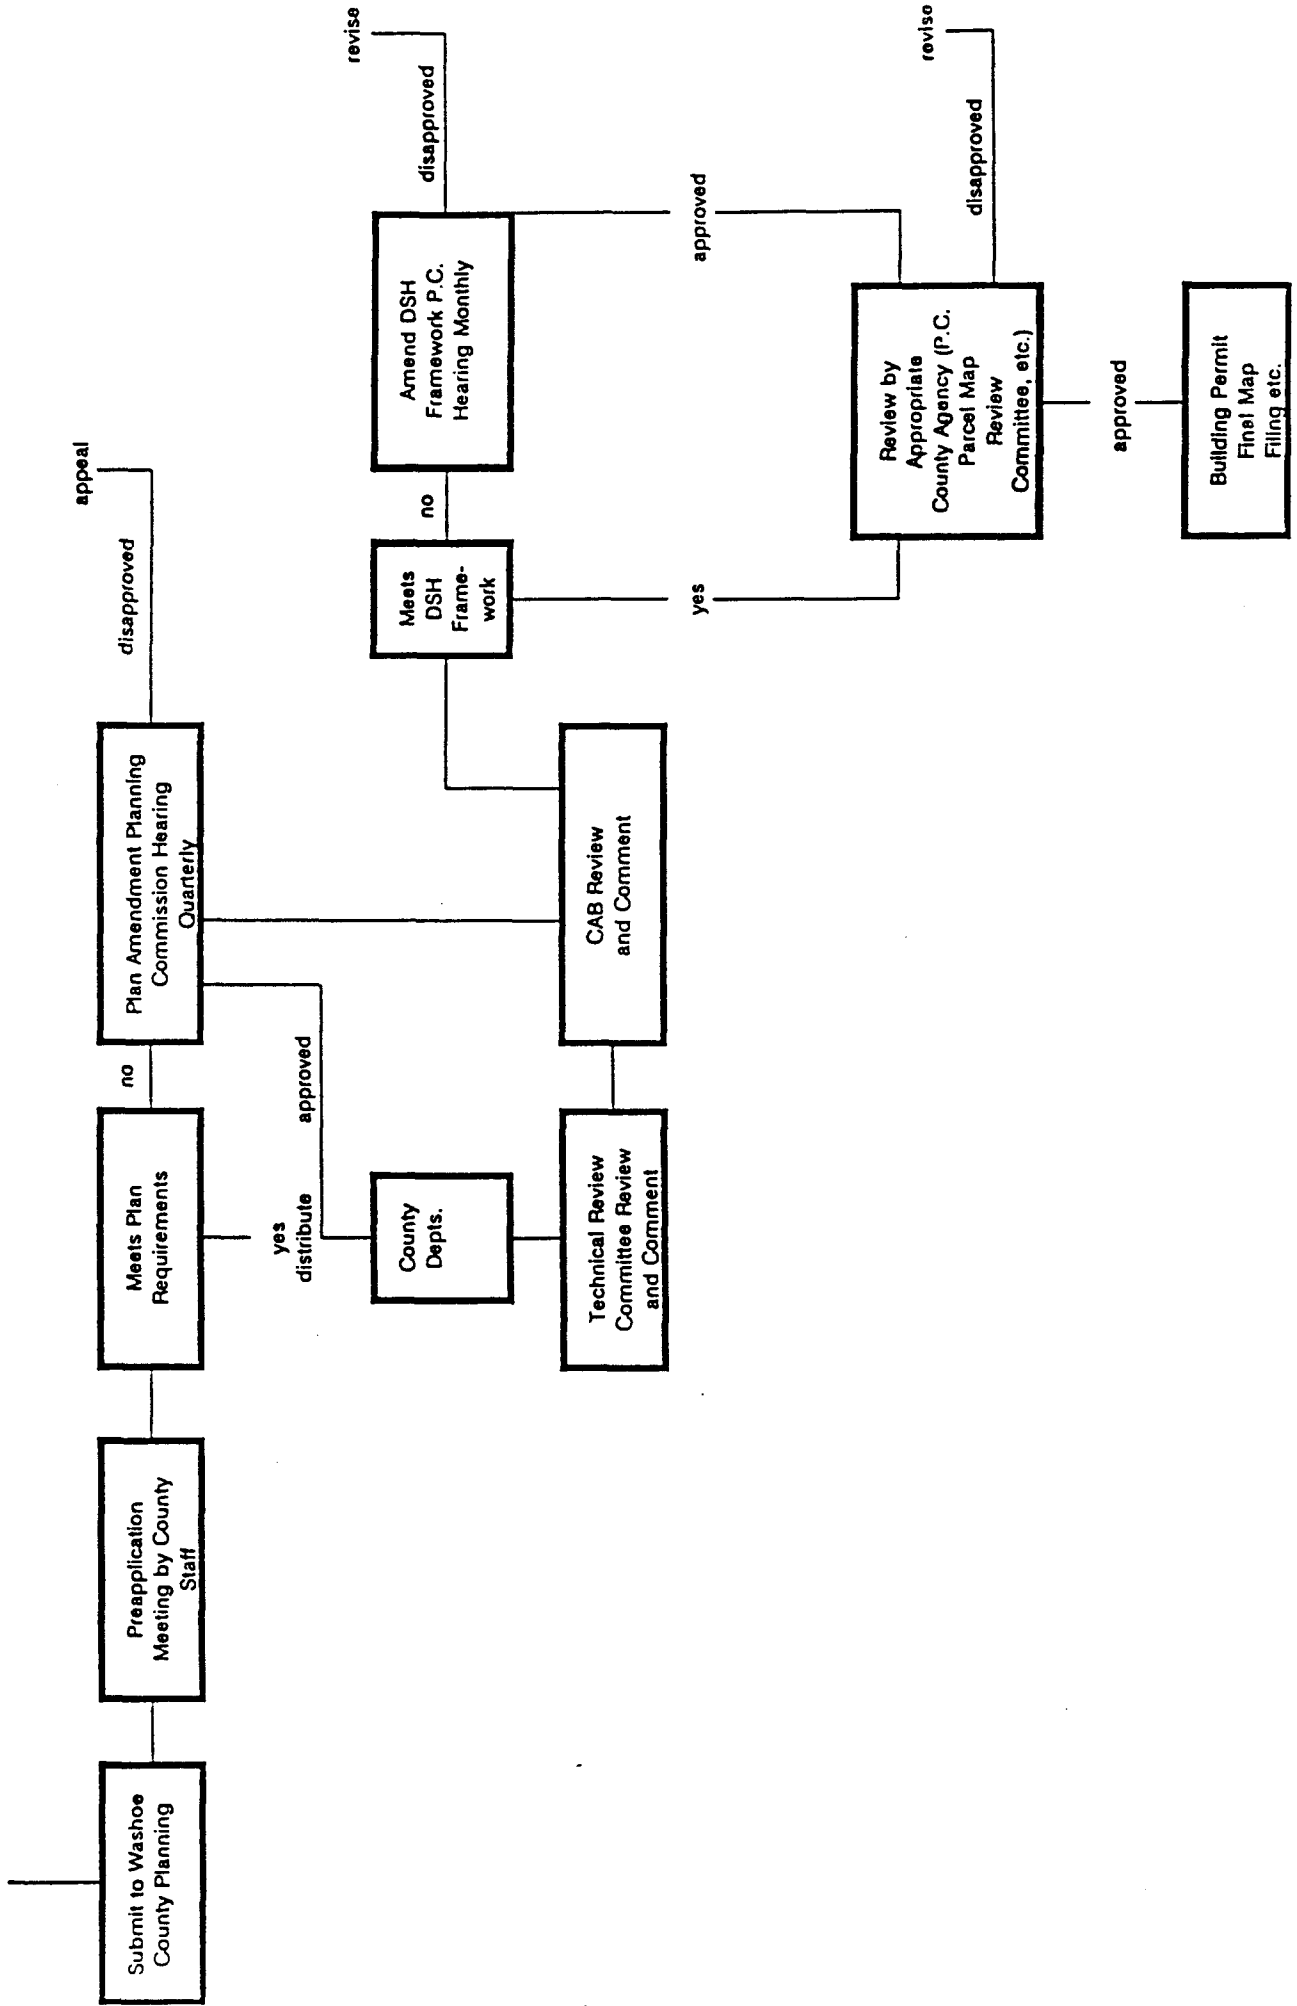 Submit to Washoe
County Planning
Preapplication
Meeting by County
Staff
Meets Plan
Requirements
no
Plan Amendment Planning
Commission Hearing
Quarterly
disapproved
appeal
yes
distribute
approved
County
Depts.
Technical Review
Committee Review
and Comment
CAB Review
and Comment
Meets
DSH
Frame-
work
no
Amend DSH
Framework P.C.
Hearing Monthly
disapproved
revise
yes
approved
Review by
Appropriate
County Agency (P.C.
Parcel Map
Review
Committee, etc.)
disapproved
revise
approved
Building Permit
Final Map
Filing etc.